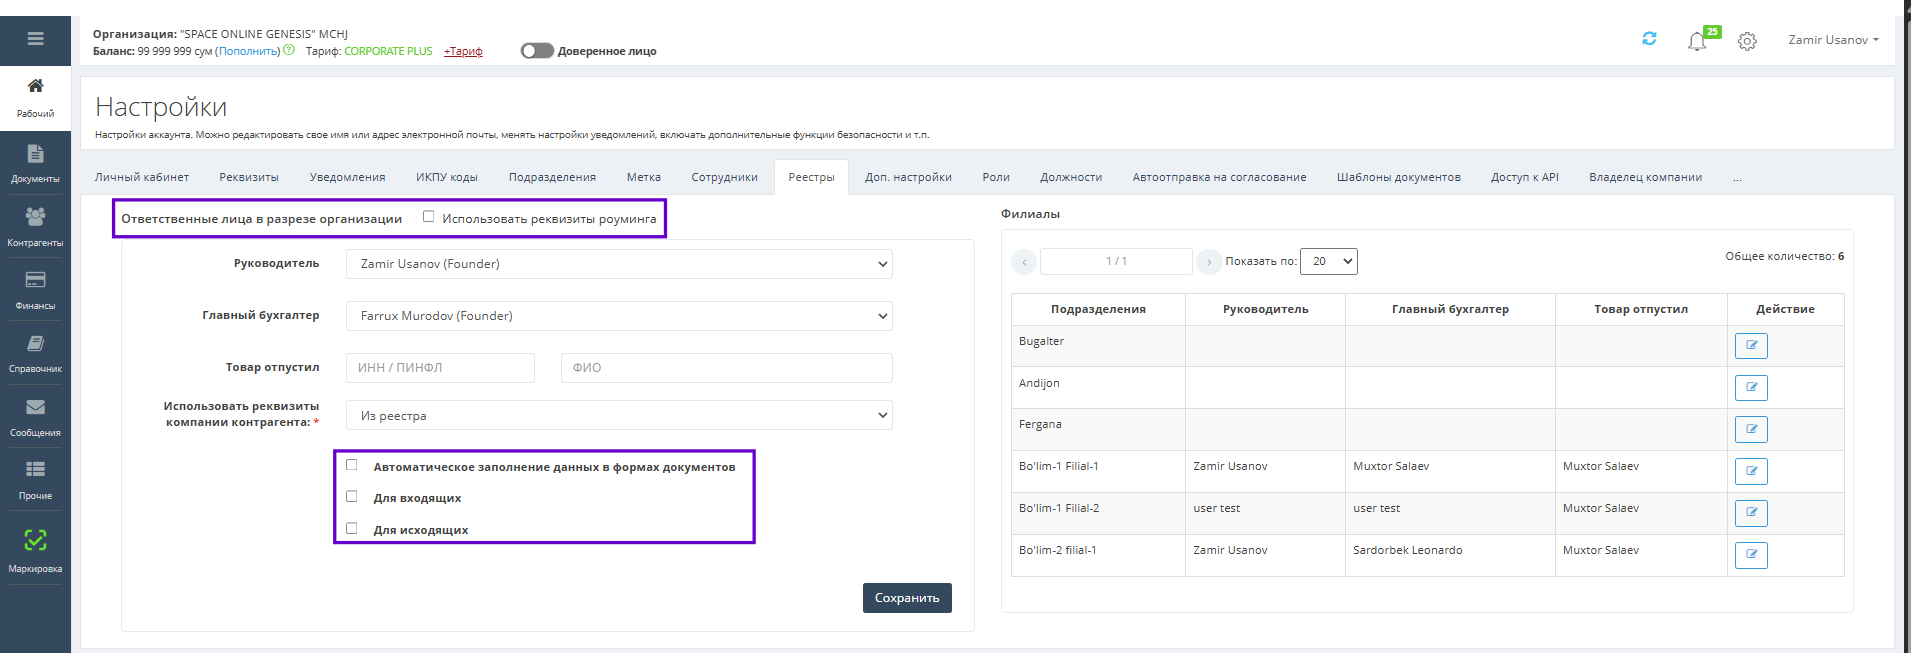 Организация: "SPACE ONLINE GENESIS" MCHJ
Баланс: 99 999 999 сум (Пополнить) Тариф: CORPORATE PLUS +Тариф
Доверенное лицо
25
Zamir Usanov
Рабочий
Документы
Контрагенты
Финансы
Справочник
Сообщения
Прочие
Маркировка
Настройки
Настройки аккаунта. Можно редактировать свое имя или адрес электронной почты, менять настройки уведомлений, включать дополнительные функции безопасности и т.п.
Личный кабинет Реквизиты Уведомления ИКПУ коды Подразделения Метка Сотрудники Реестры Доп. настройки Роли Должности Автоотправка на согласование Шаблоны документов Доступ к API Владелец компании ...
Ответственные лица в разрезе организации Использовать реквизиты роуминга
Руководитель Zamir Usanov (Founder)
Главный бухгалтер Farrux Murodov (Founder)
Товар отпустил ИНН / ПИНФЛ ФИО
Использовать реквизиты
компании контрагента: * Из реестра
Автоматическое заполнение данных в формах документов
Для входящих
Для исходящих
Сохранить
Филиалы
1 / 1 Показать по: 20 Общее количество: 6
Подразделения Руководитель Главный бухгалтер Товар отпустил Действие
Bugalter
Andijon
Fergana
Bo'lim-1 Filial-1 Zamir Usanov Muxtor Salaev Muxtor Salaev
Bo'lim-1 Filial-2 user test user test Muxtor Salaev
Bo'lim-2 filial-1 Zamir Usanov Sardorbek Leonardo Muxtor Salaev